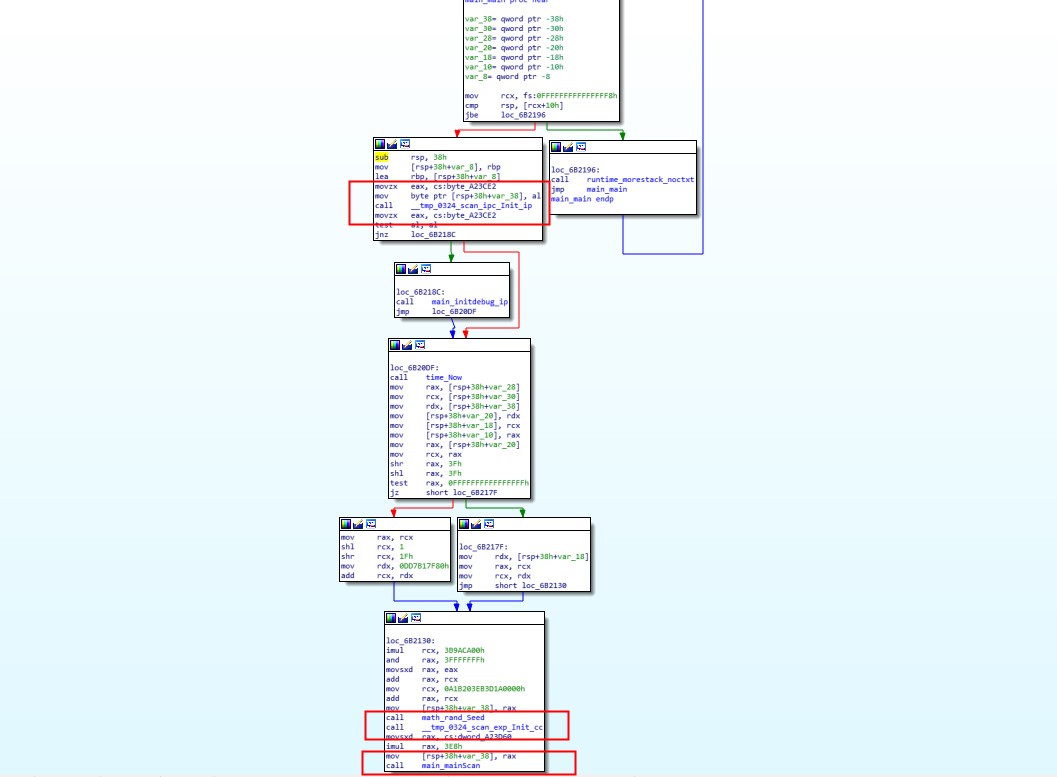 main_main proc near
var_38= qword ptr -38h
var_30= qword ptr -30h
var_28= qword ptr -28h
var_20= qword ptr -20h
var_18= qword ptr -18h
var_10= qword ptr -10h
var_8= qword ptr -8
mov rcx, fs:0FFFFFFFFFFFFFFF8h
cmp rsp, [rcx+10h]
jbe loc_6B2196
sub rsp, 38h
mov [rsp+38h+var_8], rbp
lea rbp, [rsp+38h+var_8]
movzx eax, cs:byte_A23CE2
mov byte ptr [rsp+38h+var_38], al
call __tmp_0324_scan_ipc_Init_ip
movzx eax, cs:byte_A23CE2
test al, al
jnz loc_6B218C
loc_6B2196:
call runtime_morestack_noctxt
jmp main_main
main_main endp
loc_6B218C:
call main_initdebug_ip
jmp loc_6B20DF
loc_6B20DF:
call time_Now
mov rax, [rsp+38h+var_28]
mov rcx, [rsp+38h+var_30]
mov rdx, [rsp+38h+var_38]
mov [rsp+38h+var_20], rdx
mov [rsp+38h+var_18], rcx
mov [rsp+38h+var_10], rax
mov rax, [rsp+38h+var_20]
mov rcx, rax
shr rax, 3Fh
shl rax, 3Fh
test rax, 0FFFFFFFFFFFFFFFFh
jz short loc_6B217F
mov rax, rcx
shl rcx, 1
shr rcx, 1Fh
mov rdx, 0DD7B17F80h
add rcx, rdx
loc_6B217F:
mov rdx, [rsp+38h+var_18]
mov rax, rcx
mov rcx, rdx
jmp short loc_6B2130
loc_6B2130:
imul rcx, 3B9ACA00h
and rax, 3FFFFFFFh
movsxd rax, eax
add rax, rcx
mov rcx, 0A1B203EB3D1A0000h
add rax, rcx
mov [rsp+38h+var_38], rax
call math_rand_Seed
call __tmp_0324_scan_exp_Init_cc
movsxd rax, cs:dword_A23D60
imul rax, 3E8h
mov [rsp+38h+var_38], rax
call main_mainScan